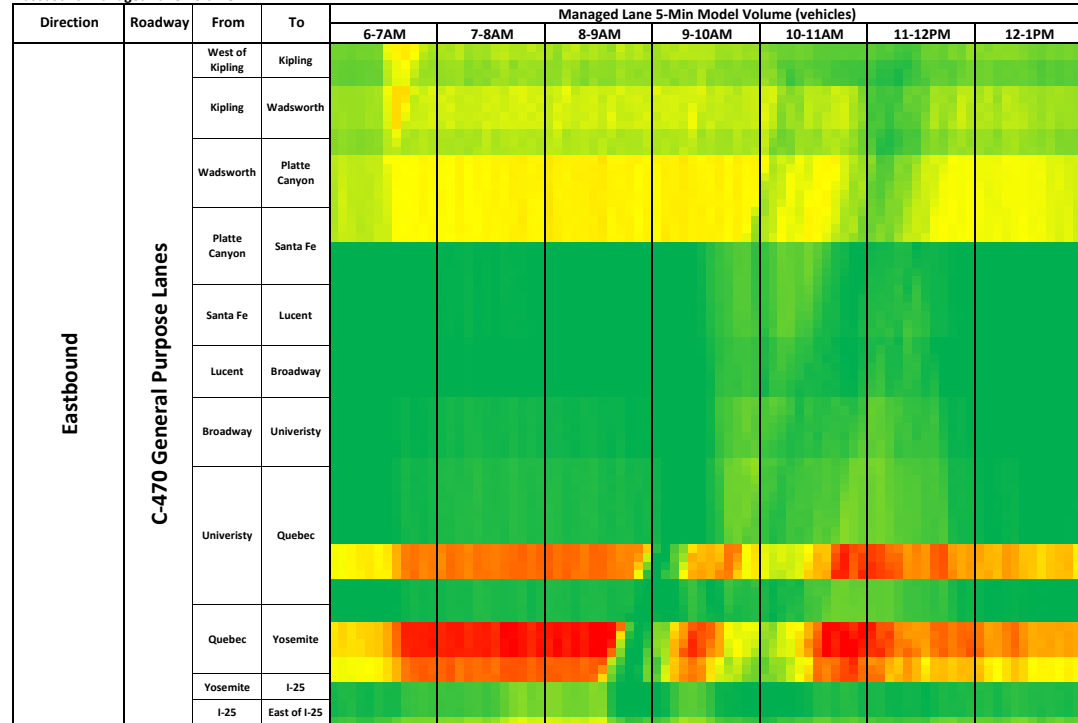 Direction Roadway From To Managed Lane 5-Min Model Volume (vehicles)
6-7AM 7-8AM 8-9AM 9-10AM 10-11AM 11-12PM 12-1PM
Eastbound
C-470 General Purpose Lanes
West of
Kipling
Kipling
Kipling Wadsworth
Wadsworth
Platte
Canyon
Platte
Canyon
Santa Fe
Santa Fe Lucent
Lucent Broadway
Broadway Univeristy
Univeristy Quebec
Quebec Yosemite
Yosemite I-25
I-25 East of I-25